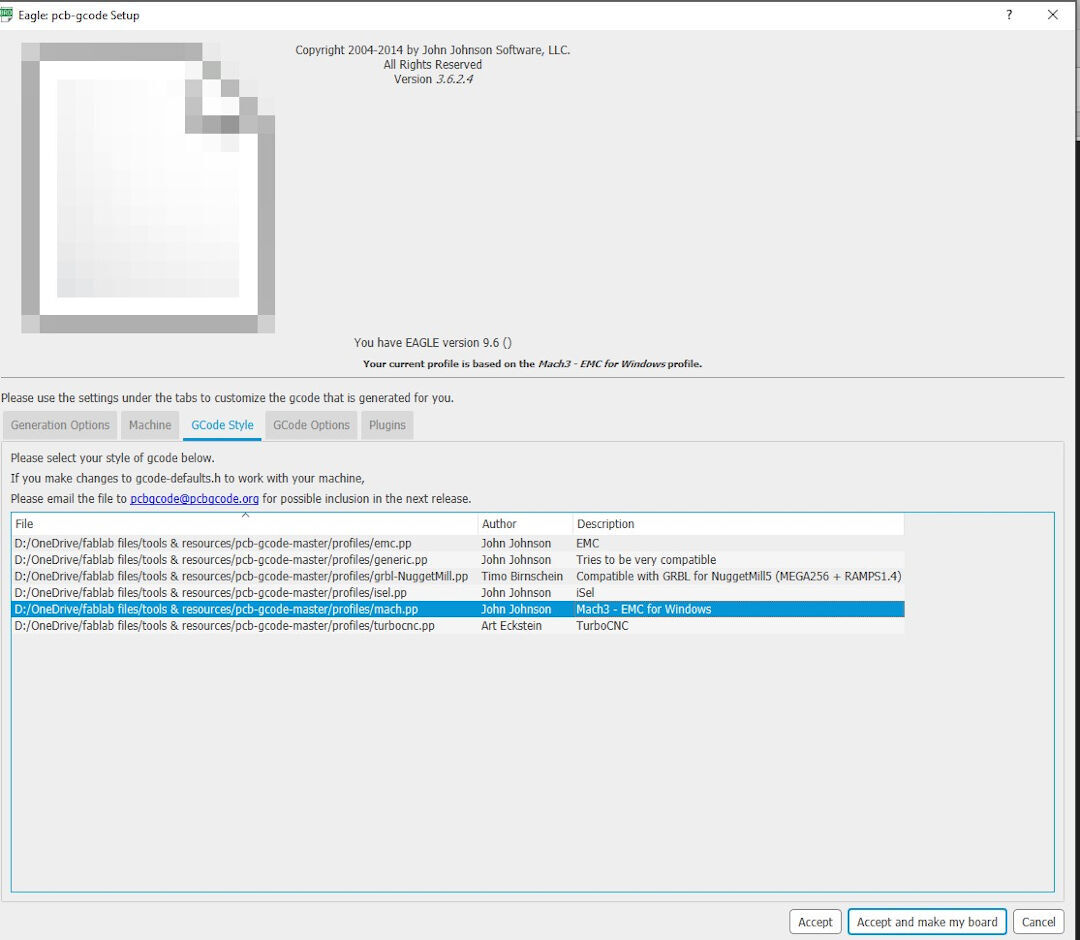 Eagle: pcb-gcode Setup
?
Copyright 2004-2014 by John Johnson Software, LLC.
All Rights Reserved
Version 3.6.2.4
You have EAGLE version 9.6 ()
Your current profile is based on the Mach3 - EMC for Windows profile.
Please use the settings under the tabs to customize the gcode that is generated for you.
Generation Options Machine GCode Style GCode Options Plugins
Please select your style of gcode below.
If you make changes to gcode-defaults.h to work with your machine,
Please email the file to pcbgcode@pcbgcode.org for possible inclusion in the next release.
File Author Description
D:/OneDrive/fablab files/tools & resources/pcb-gcode-master/profiles/emc.pp John Johnson EMC
D:/OneDrive/fablab files/tools & resources/pcb-gcode-master/profiles/generic.pp John Johnson Tries to be very compatible
D:/OneDrive/fablab files/tools & resources/pcb-gcode-master/profiles/grbl-NuggetMill.pp Timo Birnschein Compatible with GRBL for NuggetMill5 (MEGA256 + RAMPS1.4)
D:/OneDrive/fablab files/tools & resources/pcb-gcode-master/profiles/isel.pp John Johnson iSel
D:/OneDrive/fablab files/tools & resources/pcb-gcode-master/profiles/mach.pp John Johnson Mach3 - EMC for Windows
D:/OneDrive/fablab files/tools & resources/pcb-gcode-master/profiles/turbocnc.pp Art Eckstein TurboCNC
Accept Accept and make my board Cancel